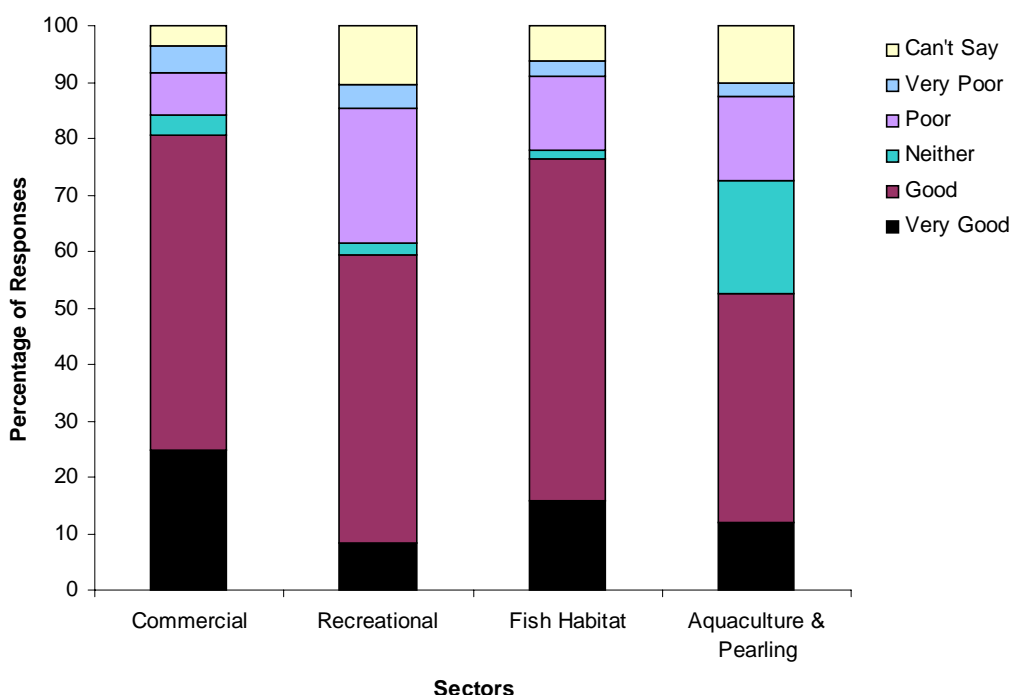 100
90
80
70
60
50
40
30
20
10
0
Percentage of Responses
Commercial
Recreational
Fish Habitat
Aquaculture &
Pearling
Sectors
Can't Say
Very Poor
Poor
Neither
Good
Very Good